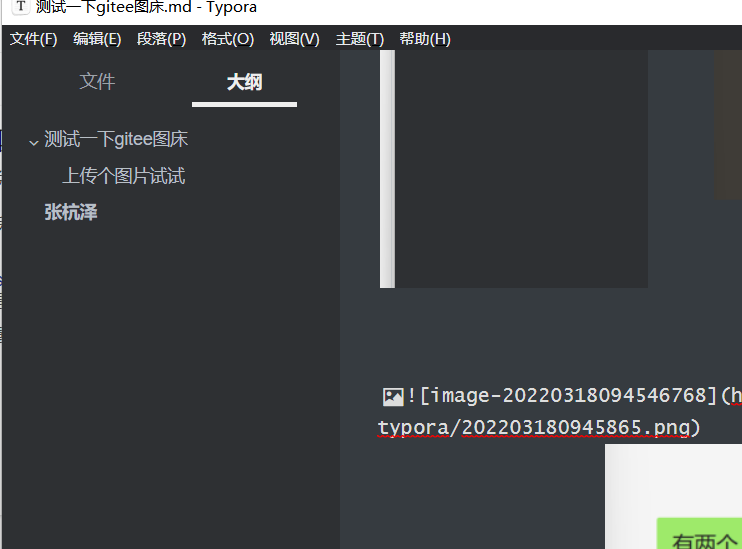 T 测试一下gitee图床.md - Typora
文件(F) 编辑(E) 段落(P) 格式(O) 视图(V) 主题(T) 帮助(H)
文件 大纲
测试一下gitee图床
上传个图片试试
张杭泽
![image-20220318094546768](h
typora/202203180945865.png)
有两个